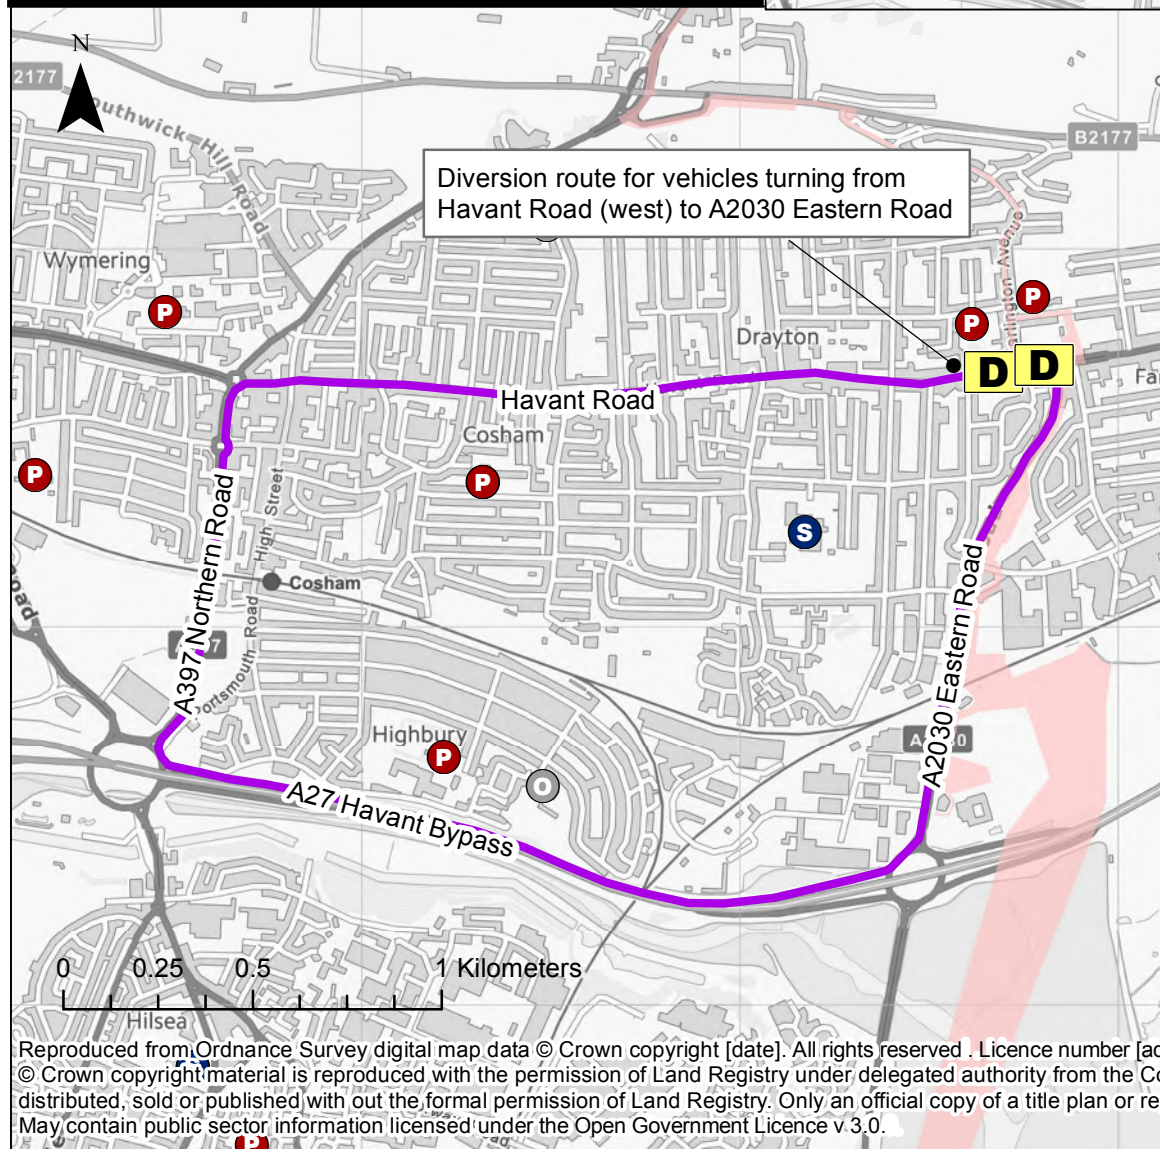 N
2177
Southwick Hill Road
B2177
Diversion route for vehicles turning from
Havant Road (west) to A2030 Eastern Road
Wymering
P
P
P
Drayton
D
D
Havant Road
Cosham
P
P
High Street
S
A397 Northern Road
Cosham
Portsmouth Road
A2030 Eastern Road
Highbury
P
O
A27 Havant Bypass
0 0.25 0.5 1 Kilometers
Hilsea
Reproduced from Ordnance Survey digital map data © Crown copyright [date]. All rights reserved . Licence number
© Crown copyright material is reproduced with the permission of Land Registry under delegated authority from the
distributed, sold or published with out the formal permission of Land Registry. Only an official copy of a title plan or
May contain public sector information licensed under the Open Government Licence v 3.0.
P